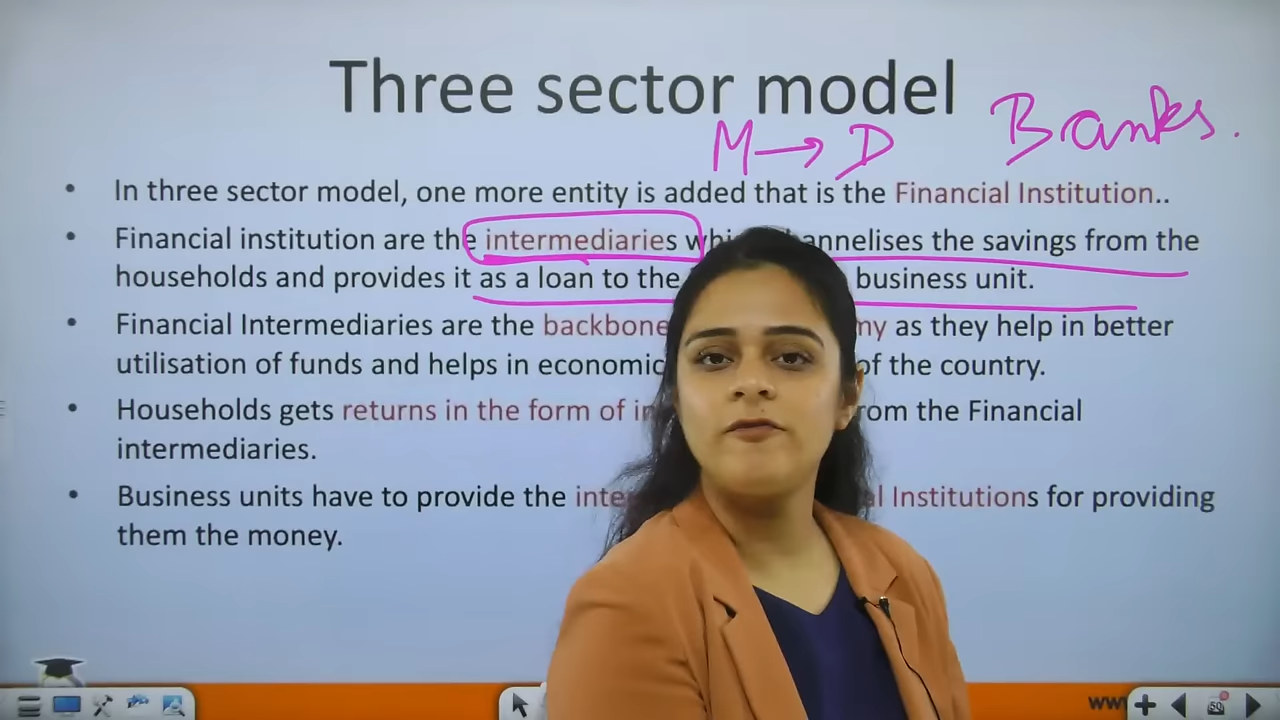 Three sector model
M → D
Banks.
• In three sector model, one more entity is added that is the Financial Institution..
• Financial institution are the intermediaries annelises the savings from the
households and provides it as a loan to the business unit.
• Financial Intermediaries are the backbone my as they help in better
utilisation of funds and helps in economic of the country.
• Households gets returns in the form of in rom the Financial
intermediaries.
• Business units have to provide the inte l Institutions for providing
them the money.
www
50